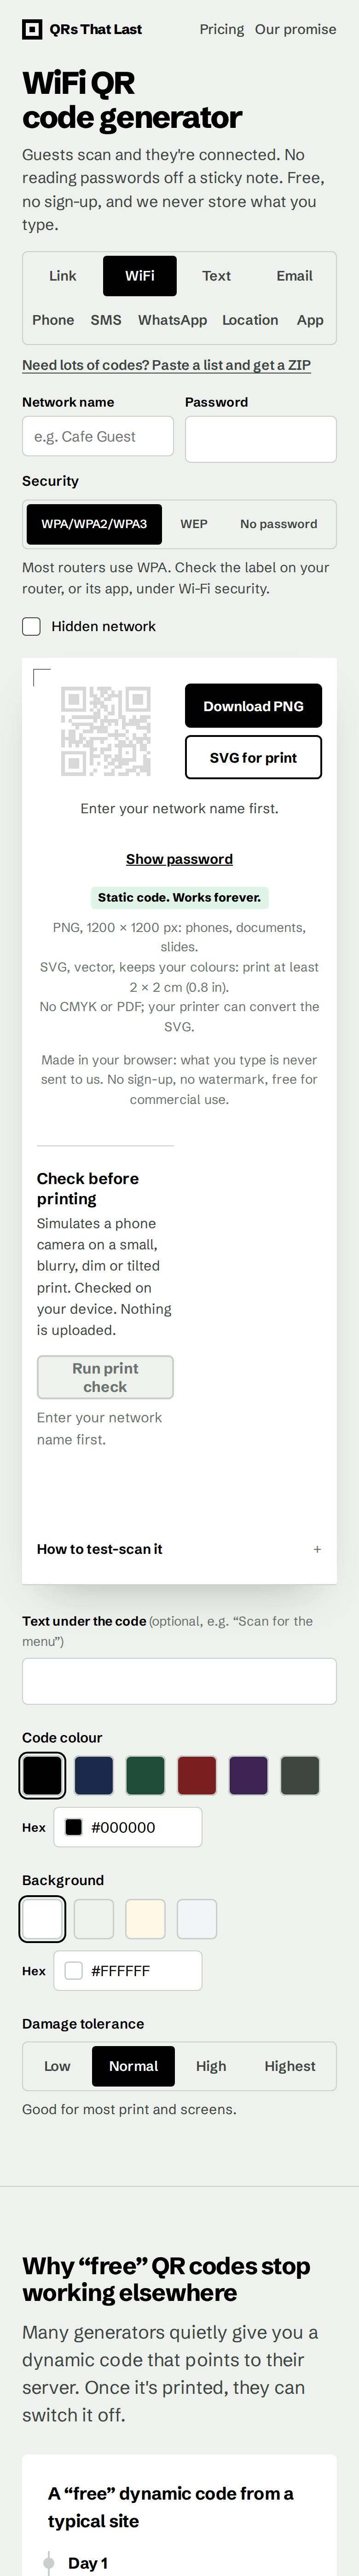 QRs That Last
Pricing Our promise
WiFi QR
code generator
Guests scan and they're connected. No
reading passwords off a sticky note. Free,
no sign-up, and we never store what you
type.
Link WiFi Text Email
Phone SMS WhatsApp Location App
Need lots of codes? Paste a list and get a ZIP
Network name Password
e.g. Cafe Guest
Security
WPA/WPA2/WPA3 WEP No password
Most routers use WPA. Check the label on your
router, or its app, under Wi-Fi security.
Hidden network
Download PNG
SVG for print
Enter your network name first.
Show password
Static code. Works forever.
PNG, 1200 × 1200 px: phones, documents,
slides.
SVG, vector, keeps your colours: print at least
2 × 2 cm (0.8 in).
No CMYK or PDF; your printer can convert the
SVG.
Made in your browser: what you type is never
sent to us. No sign-up, no watermark, free for
commercial use.
Check before
printing
Simulates a phone
camera on a small,
blurry, dim or tilted
print. Checked on
your device. Nothing
is uploaded.
Run print
check
Enter your network
name first.
How to test-scan it +
Text under the code (optional, e.g. “Scan for the
menu”)
Code colour
Hex #000000
Background
Hex #FFFFFF
Damage tolerance
Low Normal High Highest
Good for most print and screens.
Why “free” QR codes stop
working elsewhere
Many generators quietly give you a
dynamic code that points to their
server. Once it's printed, they can
switch it off.
A “free” dynamic code from a
typical site
Day 1